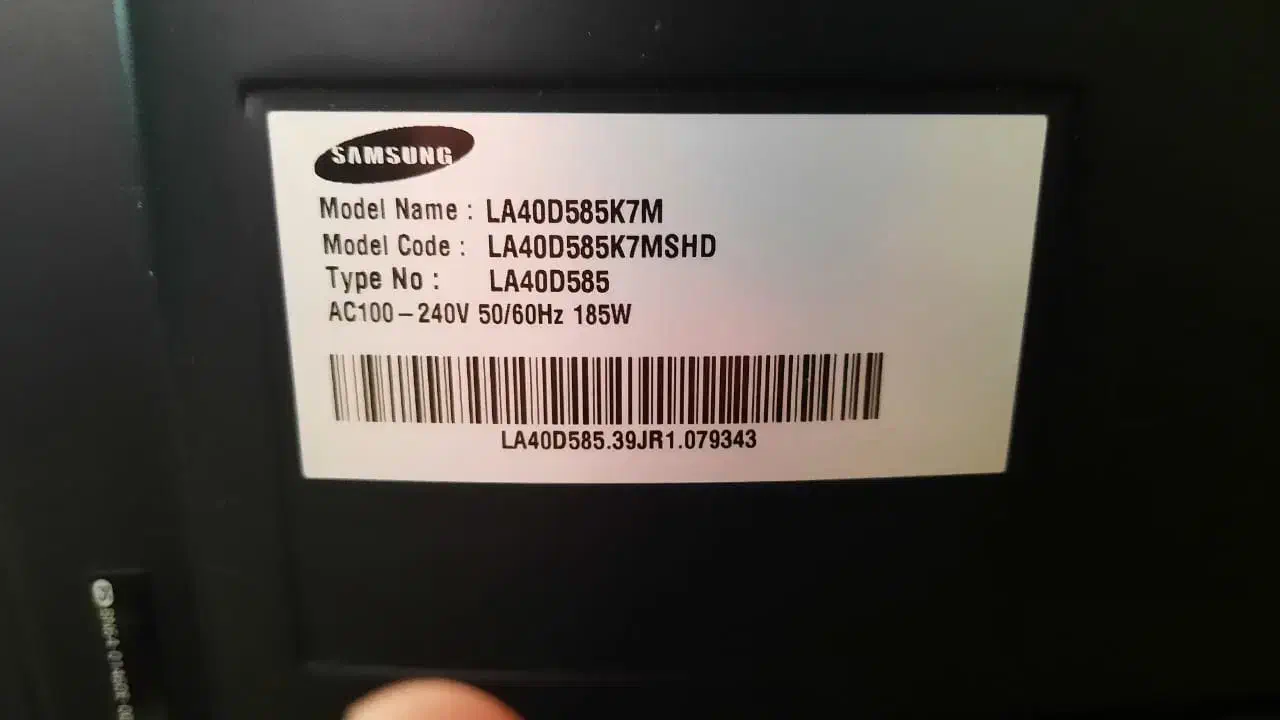 SAMSUNG
Model Name : LA40D585K7M
Model Code : LA40D585K7MSHD
Type No : LA40D585
AC100-240V 50/60Hz 185W
LA40D585.39JR1.079343